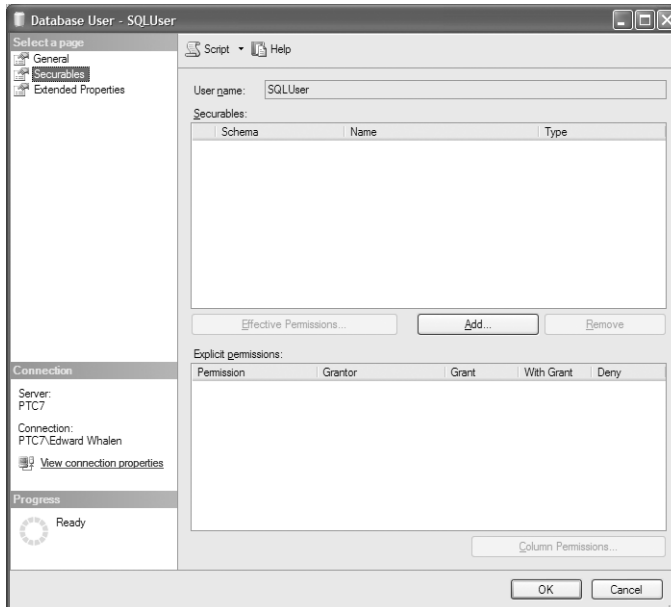 Database User - SQLUser
Select a page
General
Securables
Extended Properties
Script
Help
User name:
SQLUser
Securables:
Schema Name Type
Effective Permissions... Add... Remove
Explicit permissions:
Permission Grantor Grant With Grant Deny
Column Permissions...
Connection
Server:
PTC7
Connection:
PTC7\Edward Whalen
View connection properties
Progress
Ready
OK Cancel